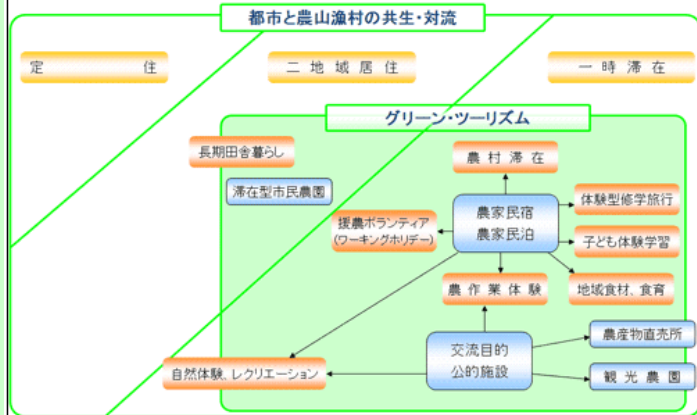 都市と農山漁村の共生・対流
定住
二地域居住
一時滞在
グリーン・ツーリズム
長期田舎暮らし
農村滞在
滞在型市民農園
農家民宿
農家民泊
体験型修学旅行
援農ボランティア
(ワーキングホリデー)
子ども体験学習
農作業体験
地域食材、食育
交流目的
公的施設
農産物直売所
自然体験、レクリエーション
観光農園